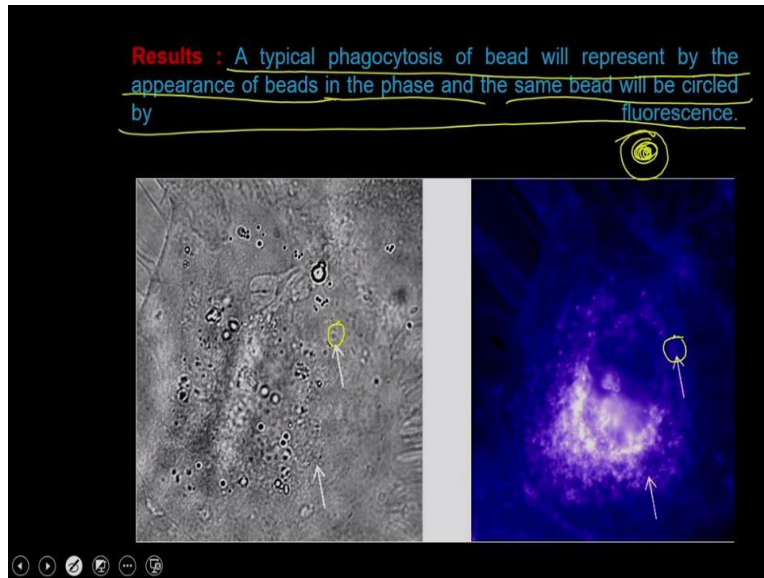 Results : A typical phagocytosis of bead will represent by the
appearance of beads in the phase and the same bead will be circled
by fluorescence.